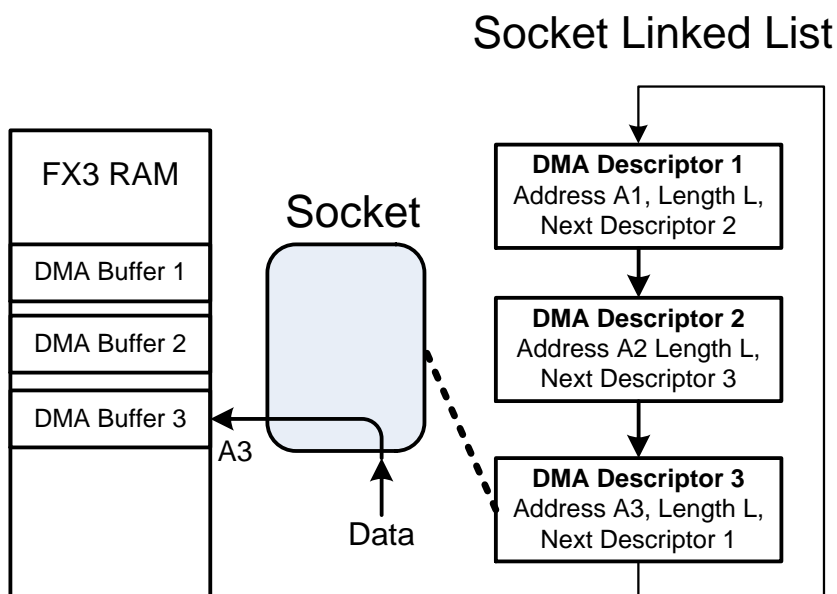 Socket Linked List
FX3 RAM
DMA Buffer 1
DMA Buffer 2
DMA Buffer 3
Socket
A3
Data
DMA Descriptor 1
Address A1, Length L,
Next Descriptor 2
DMA Descriptor 2
Address A2 Length L,
Next Descriptor 3
DMA Descriptor 3
Address A3, Length L,
Next Descriptor 1